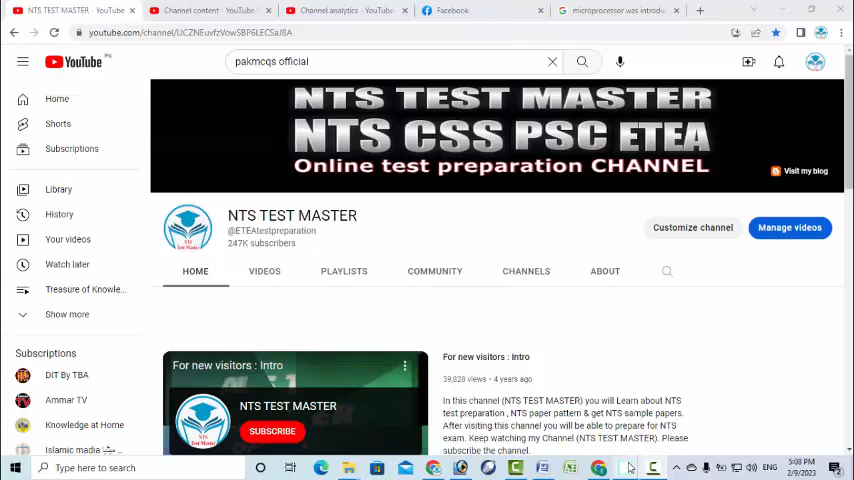 NTS TEST MASTER - YouTube
Channel content - YouTube
Channel analytics - YouTube
Facebook
microprocessor was introdu
youtube.com/channel/UCZNEuvfzVowSBP6LECSaJ8A
YouTube PK
pakmcqs official
Home
Shorts
Subscriptions
Library
History
Your videos
Watch later
Treasure of Knowle...
Show more
Subscriptions
DIT By TBA
Ammar TV
Knowledge at Home
Islamic madia
NTS TEST MASTER
NTS CSS PSC ETEA
Online test preparation CHANNEL
Visit my blog
NTS TEST MASTER
@ETEAtestpreparation
247K subscribers
Customize channel
Manage videos
HOME
VIDEOS
PLAYLISTS
COMMUNITY
CHANNELS
ABOUT
For new visitors : Intro
NTS TEST MASTER
SUBSCRIBE
NTS
Test Master
For new visitors : Intro
39,828 views • 4 years ago
In this channel (NTS TEST MASTER) you will Learn about NTS
test preparation , NTS paper pattern & get NTS sample papers.
After visiting this channel you will be able to prepare for NTS
exam. Keep watching my Channel (NTS TEST MASTER). Please
subscribe the channel.
Type here to search
ENG
5:08 PM
2/9/2023
2